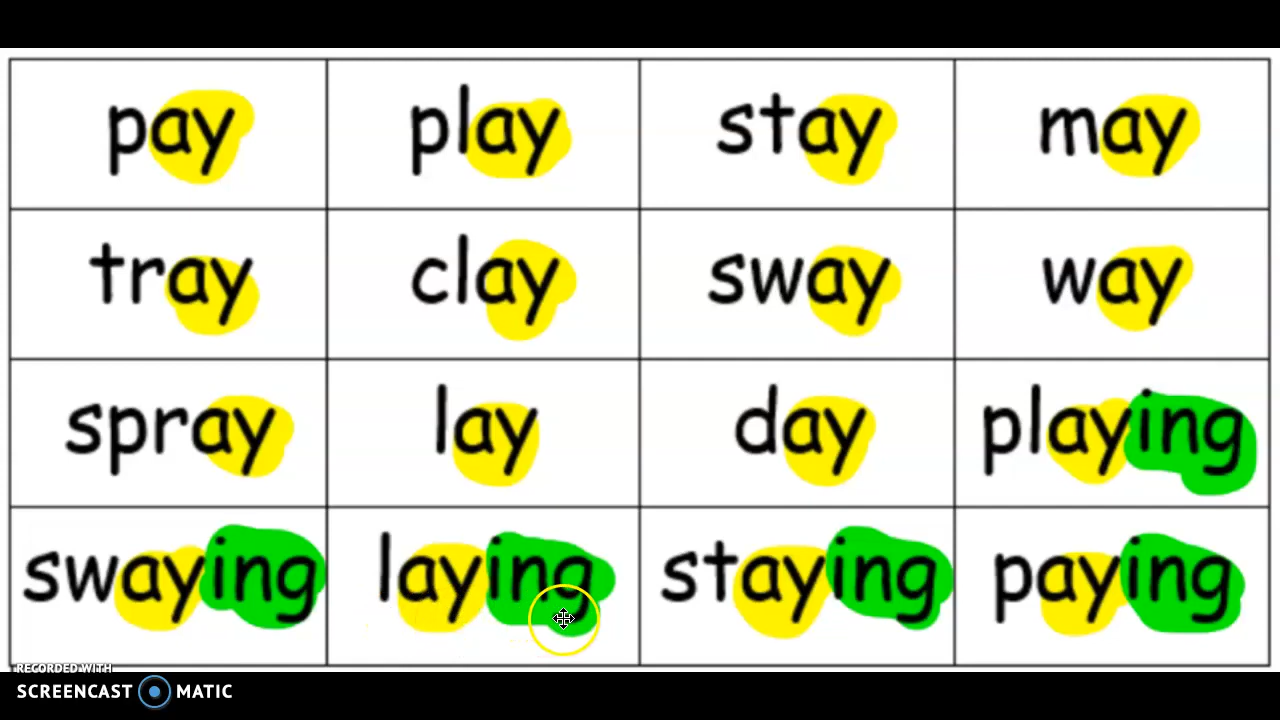 pay play stay may
tray clay sway way
spray lay day playing
swaying laying staying paying
RECORDED WITH
SCREENCAST MATIC